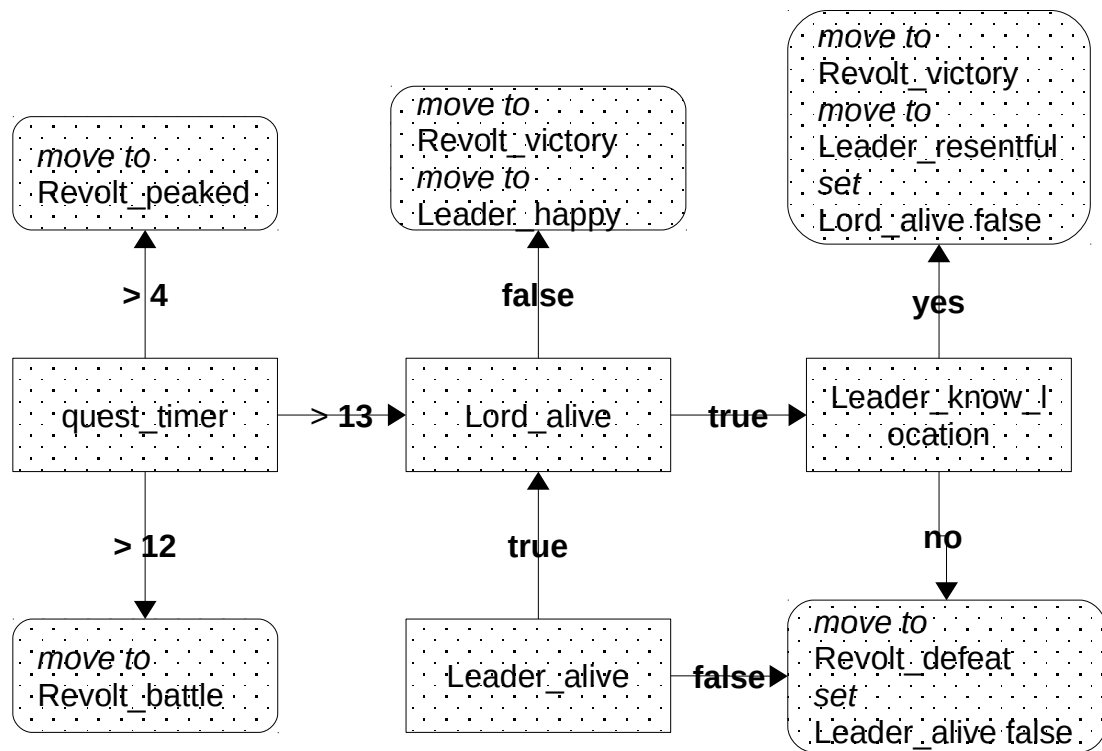 move to
Revolt_peaked
move to
Revolt_victory
move to
Leader_happy
move to
Revolt_victory
move to
Leader_resentful
set
Lord_alive false
> 4
false
yes
quest_timer
> 13
Lord_alive
true
Leader_know_l
ocation
> 12
true
no
move to
Revolt_battle
Leader_alive
false
move to
Revolt_defeat
set
Leader_alive false